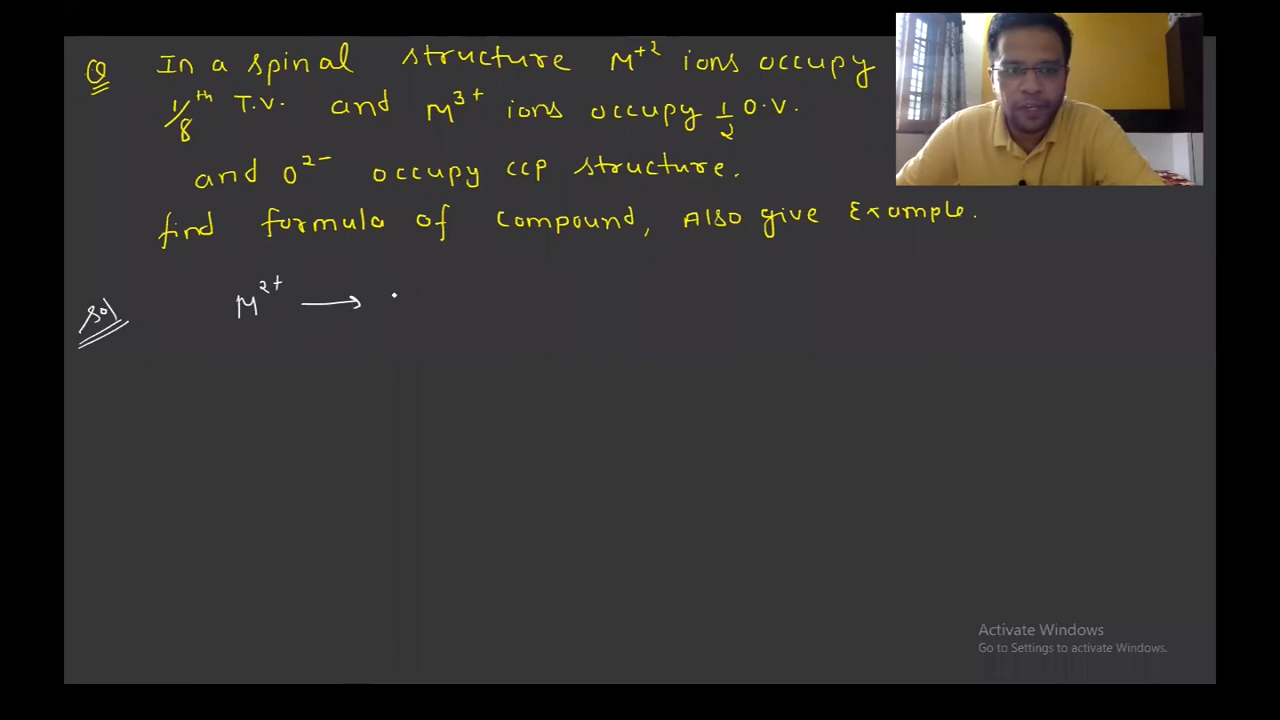 Q In a spinal structure M⁺² ions occupy
1/8ᵗʰ T.V. and M³⁺ ions occupy 1/2 O.V.
and O²⁻ occupy ccp structure.
find formula of compound, Also give Example.
Sol M²⁺ ⟶
Activate Windows
Go to Settings to activate Windows.